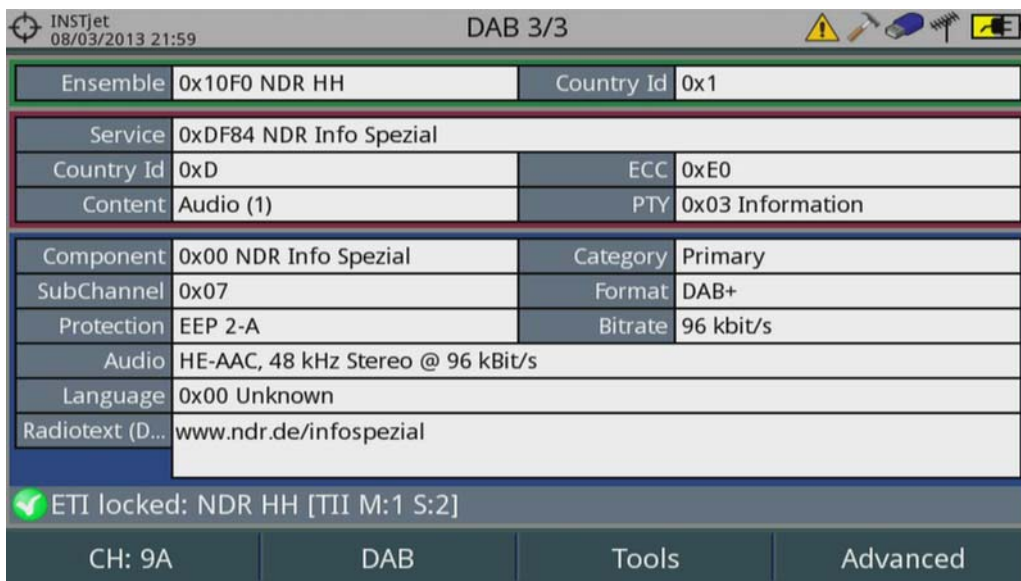 INSTjet
08/03/2013 21:59
DAB 3/3
Ensemble 0x10F0 NDR HH Country Id 0x1
Service 0xDF84 NDR Info Spezial
Country Id 0xD ECC 0xE0
Content Audio (1) PTY 0x03 Information
Component 0x00 NDR Info Spezial Category Primary
SubChannel 0x07 Format DAB+
Protection EEP 2-A Bitrate 96 kbit/s
Audio HE-AAC, 48 kHz Stereo @ 96 kBit/s
Language 0x00 Unknown
Radiotext (D... www.ndr.de/infospezial
ETI locked: NDR HH [TII M:1 S:2]
CH: 9A DAB Tools Advanced